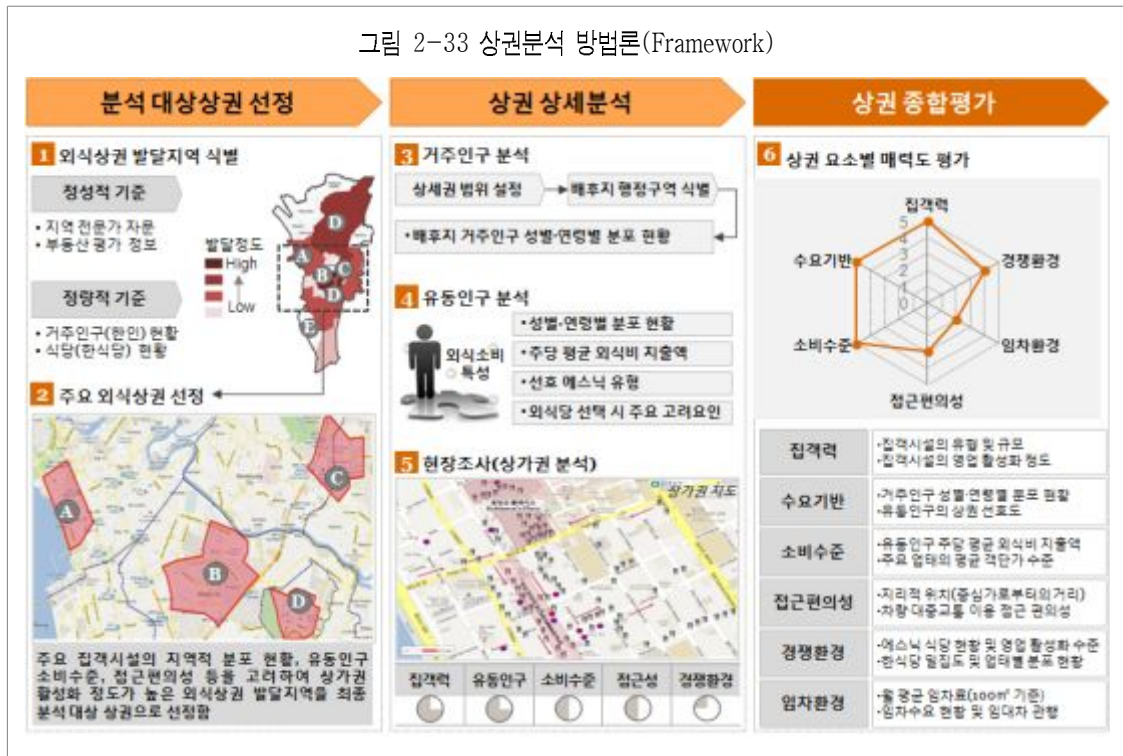 그림 2-33 상권분석 방법론(Framework)
분석 대상상권 선정
1 외식상권 발달지역 식별
정성적 기준
• 지역 전문가 자문
• 부동산 평가 정보
정량적 기준
• 거주인구(한인) 현황
• 식당(한식당) 현황
발달정도
High
Low
D
A
B
C
D
E
2 주요 외식상권 선정
A
B
C
D
주요 집객시설의 지역적 분포 현황, 유동인구
소비수준, 접근편의성 등을 고려하여 상가권
활성화 정도가 높은 외식상권 발달지역을 최종
분석 대상 상권으로 선정함
상권 상세분석
3 거주인구 분석
상세권 범위 설정
배후지 행정구역 식별
• 배후지 거주인구 성별·연령별 분포 현황
4 유동인구 분석
외식소비
특성
• 성별·연령별 분포 현황
• 주당 평균 외식비 지출액
• 선호 에스닉 유형
• 외식당 선택 시 주요 고려요인
5 현장조사(상가권 분석)
상가권 지도
집객력 유동인구 소비수준 접근성 경쟁환경
상권 종합평가
6 상권 요소별 매력도 평가
집객력
경쟁환경
임차환경
접근편의성
소비수준
수요기반
5
4
3
2
1
0
집객력
•집객시설의 유형 및 규모
•집객시설의 영업 활성화 정도
수요기반
•거주인구 성별·연령별 분포 현황
•유동인구의 상권 선호도
소비수준
•유동인구 주당 평균 외식비 지출액
•주요 업태의 평균 객단가 수준
접근편의성
•지리적 위치(중심가로부터의 거리)
•차량 대중교통 이용 접근 편의성
경쟁환경
•에스닉 식당 현황 및 영업 활성화 수준
•한식당 밀집도 및 업태별 분포 현황
임차환경
•월 평균 임차료(100㎡ 기준)
•임차수요 현황 및 임대차 관행